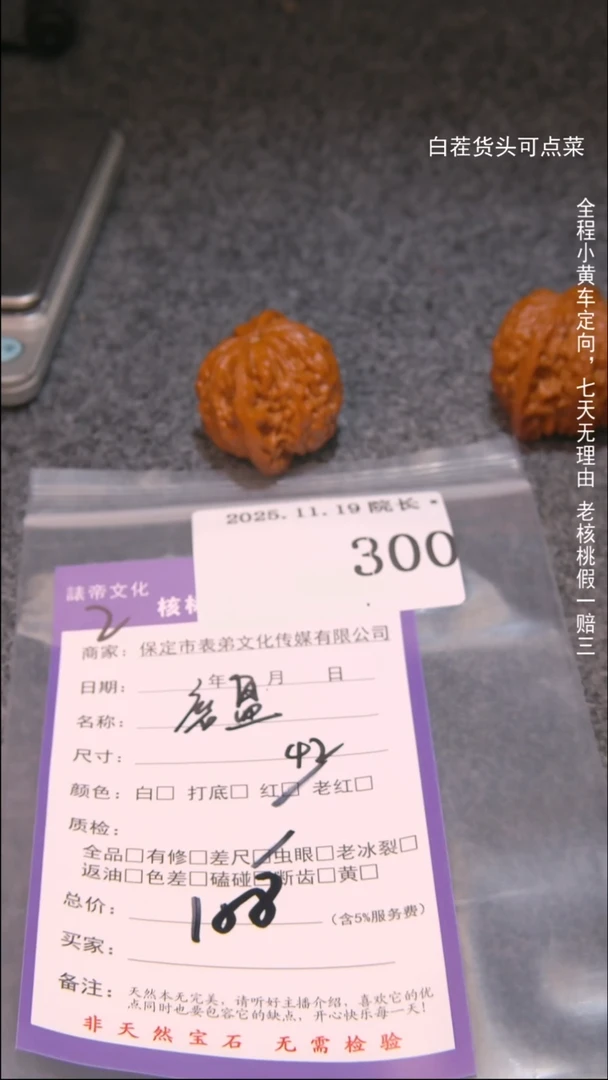 白茬货头可点菜
全程小黄车定向，七天无理由 老核桃假一赔三
2025.11.19 院长
300
諘帝文化
2 核
商家：保定市表弟文化传媒有限公司
日期： 年 月 日
名称：磨盘
尺寸：42
颜色：白□ 打底□ 红□ 老红□
质检：
全品□有修□差尺□虫眼□老冰裂□
返油□色差□磕碰□断齿□黄□
总价： （含5%服务费）
买家：
备注：天然本无完美，请听好主播介绍，喜欢它的优
点同时也要包容它的缺点，开心快乐每一天！
非天然宝石 无需检验